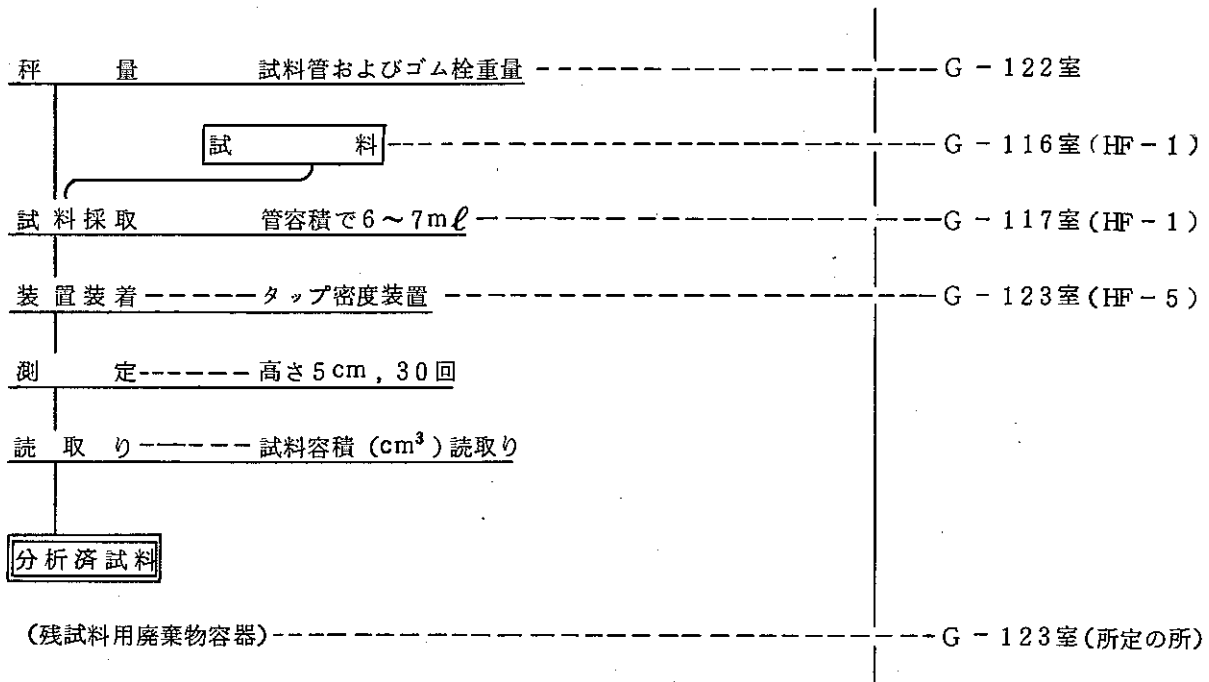 秤量 試料管およびゴム栓重量 G-122室
試料 G-116室(HF-1)
試料採取 管容積で6~7mℓ G-117室(HF-1)
装置装着 タップ密度装置 G-123室(HF-5)
測定 高さ5cm,30回
読取り 試料容積(cm³)読取り
分析済試料
(残試料用廃棄物容器) G-123室(所定の所)